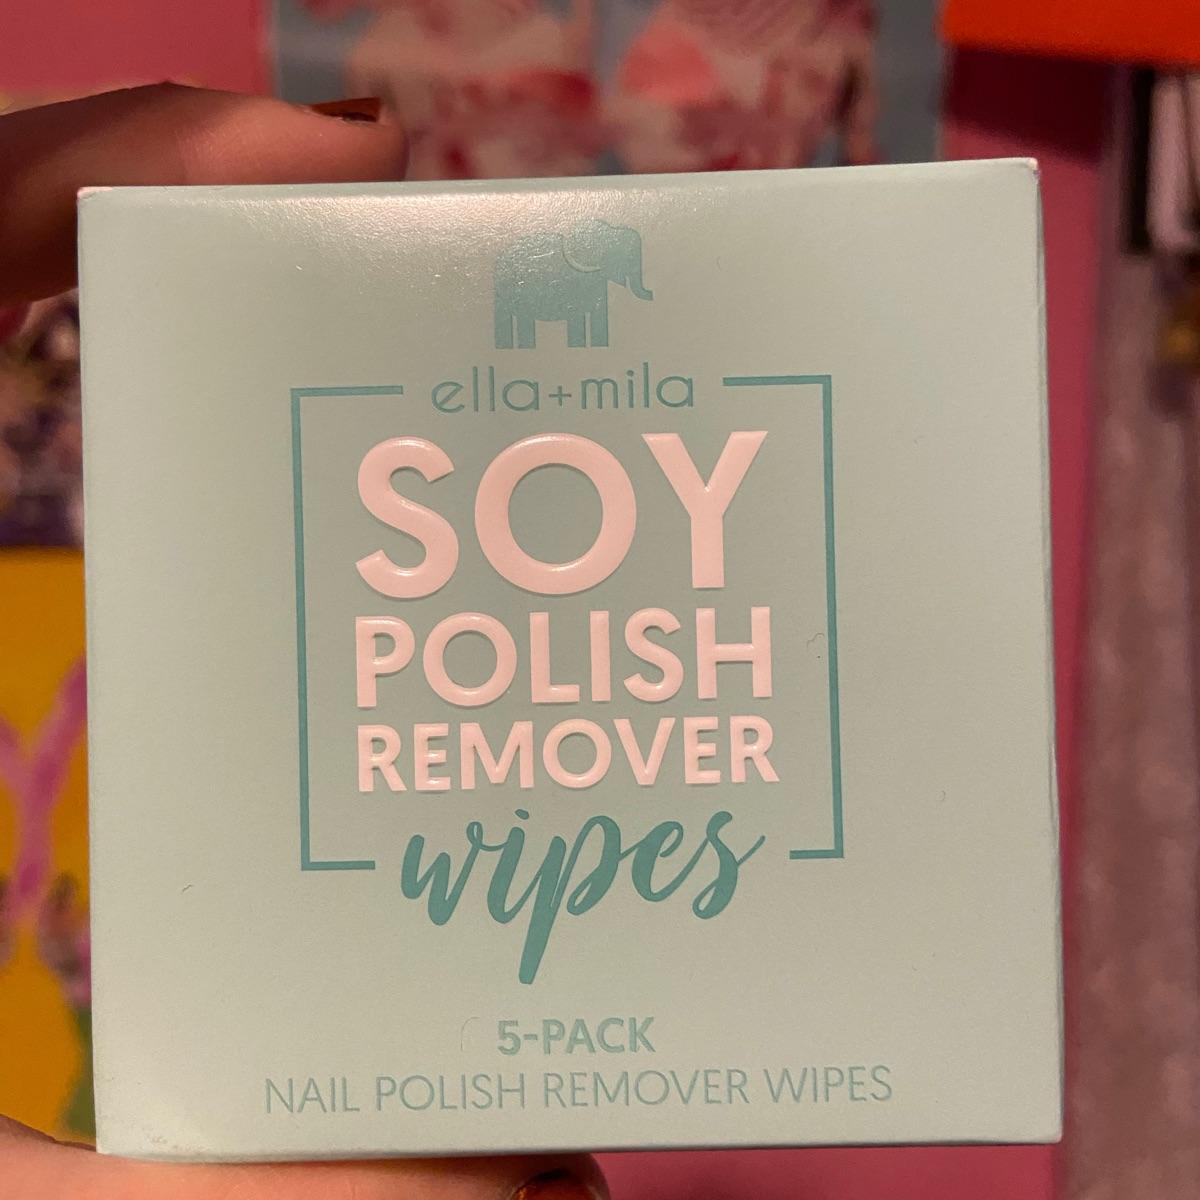 ella+mila
SOY
POLISH
REMOVER
wipes
5-PACK
NAIL POLISH REMOVER WIPES